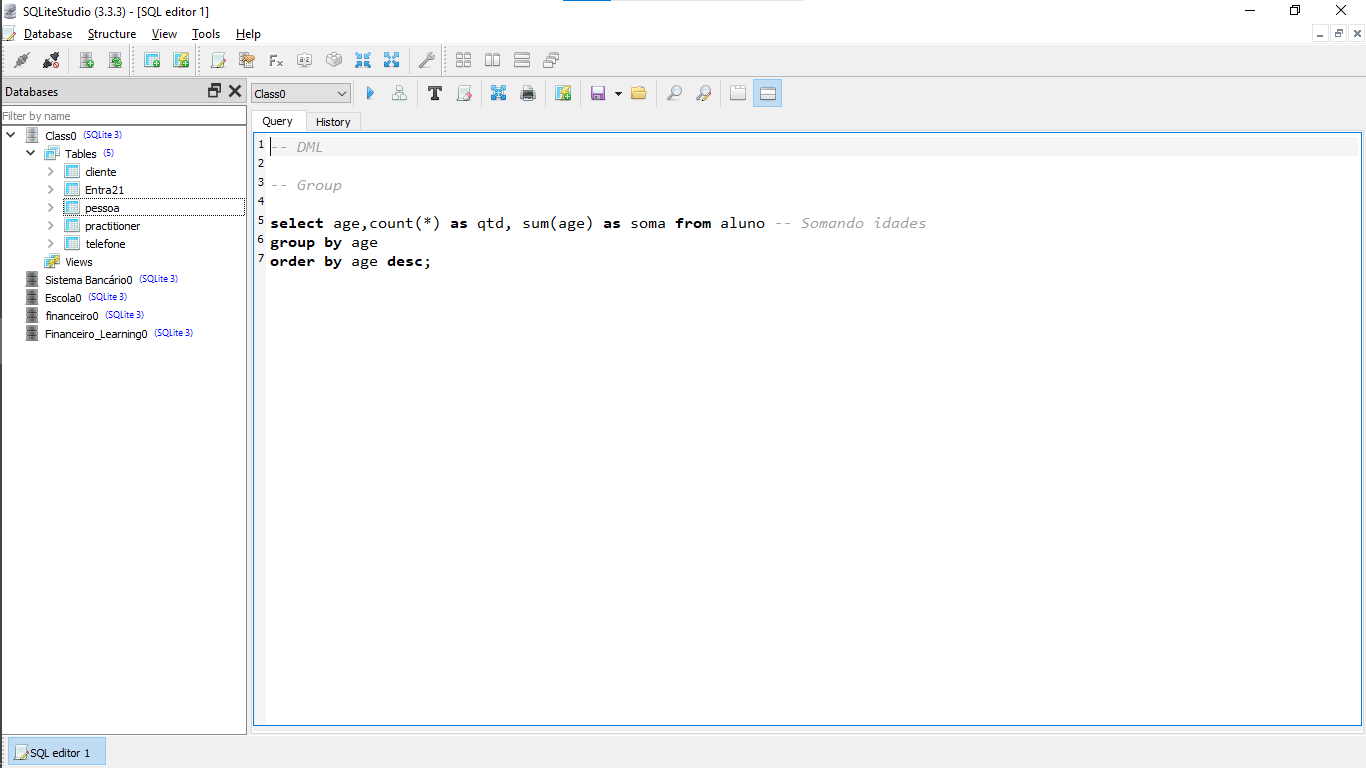 SQLiteStudio (3.3.3) - [SQL editor 1]
Database Structure View Tools Help
Databases
Class0
Filter by name
Query History
Class0 (SQLite 3)
Tables (5)
cliente
Entra21
pessoa
practitioner
telefone
Views
Sistema Bancário0 (SQLite 3)
Escola0 (SQLite 3)
financeiro0 (SQLite 3)
Financeiro_Learning0 (SQLite 3)
1 -- DML
2
3 -- Group
4
5 select age,count(*) as qtd, sum(age) as soma from aluno -- Somando idades
6 group by age
7 order by age desc;
SQL editor 1